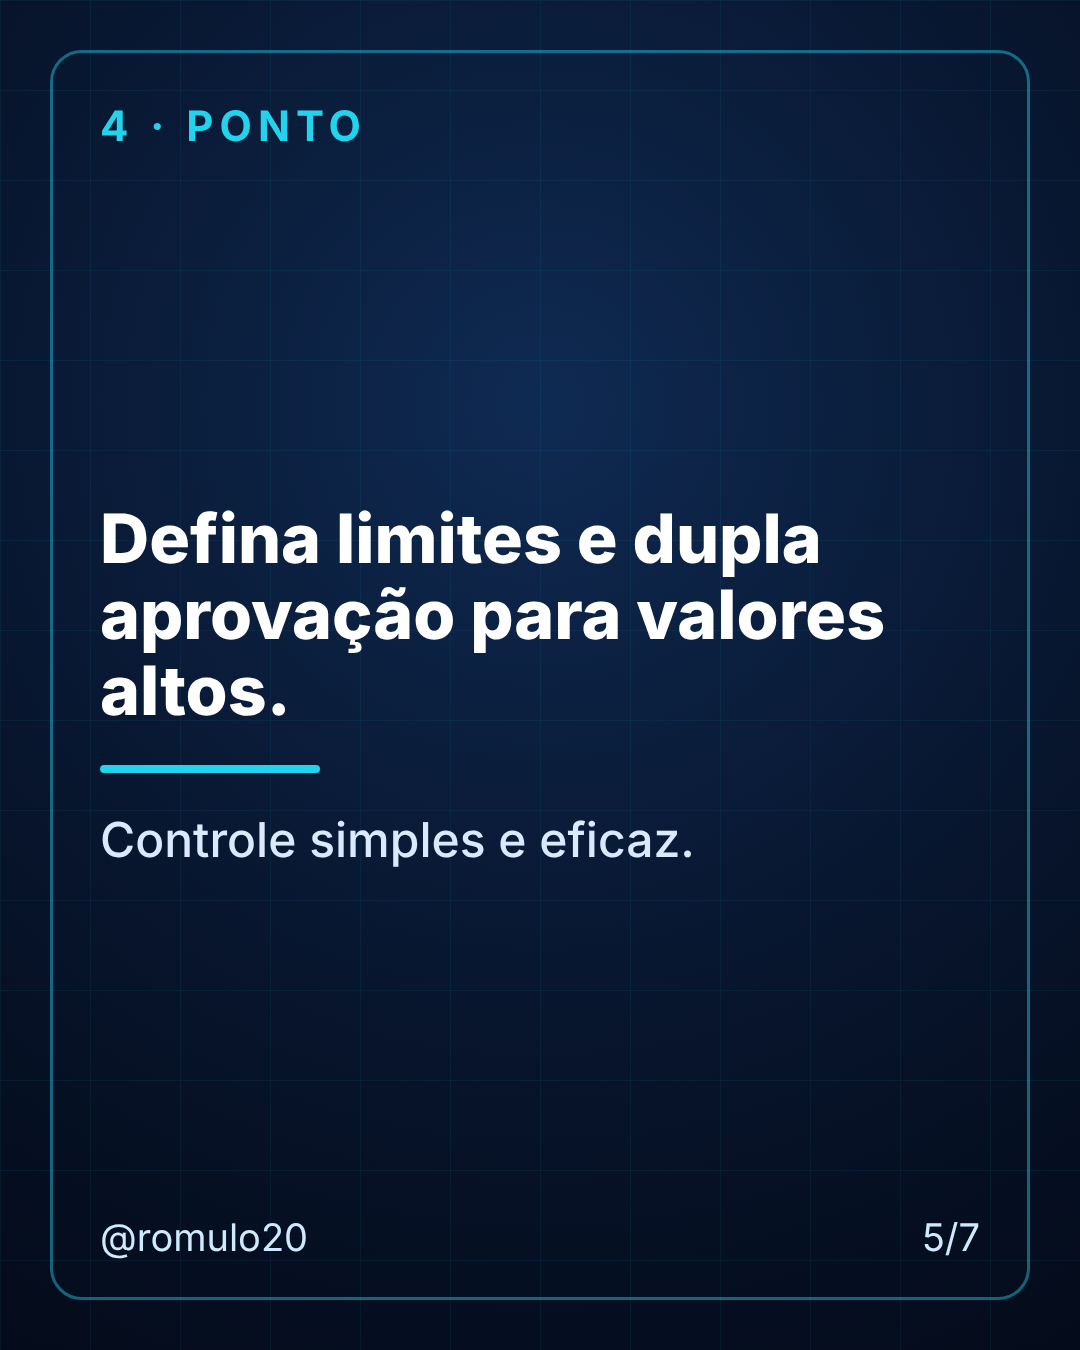 4 · PONTO
Defina limites e dupla
aprovação para valores
altos.
Controle simples e eficaz.
@romulo20
5/7